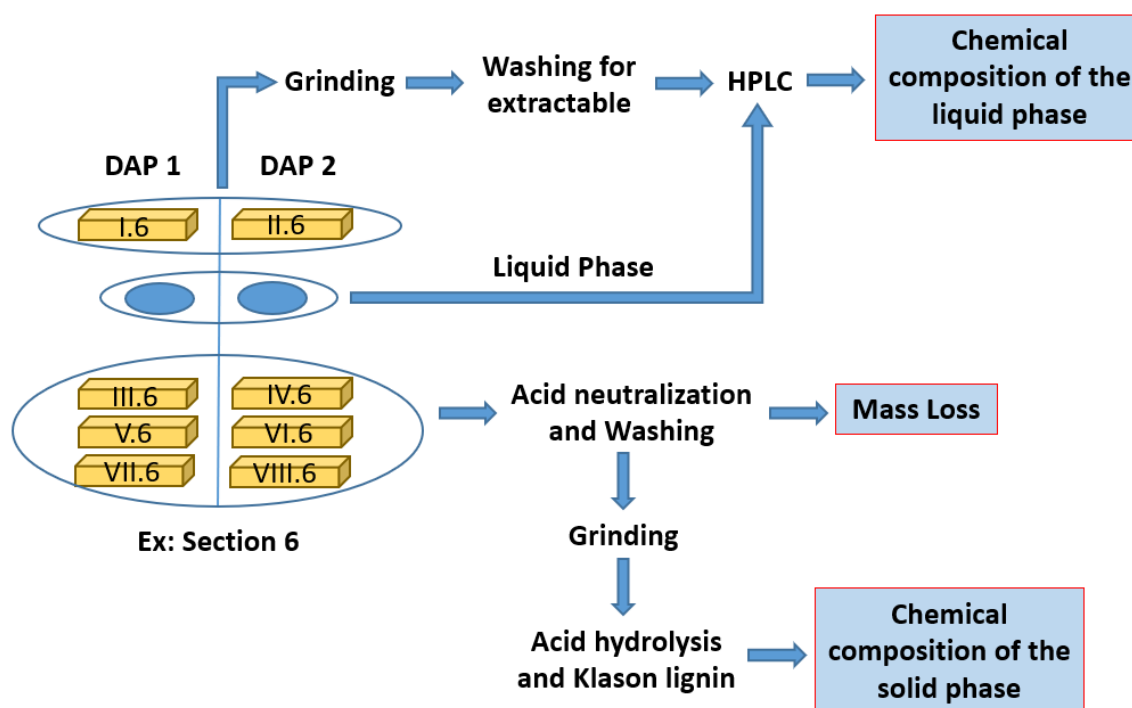 Grinding
Washing for
extractable
HPLC
Chemical
composition of the
liquid phase
DAP 1
DAP 2
I.6
II.6
Liquid Phase
III.6
IV.6
V.6
VI.6
VII.6
VIII.6
Acid neutralization
and Washing
Mass Loss
Ex: Section 6
Grinding
Acid hydrolysis
and Klason lignin
Chemical
composition of the
solid phase